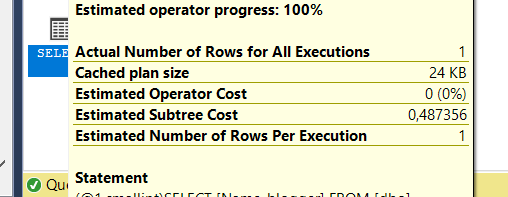 Estimated operator progress: 100%
SELE
Actual Number of Rows for All Executions 1
Cached plan size 24 KB
Estimated Operator Cost 0 (0%)
Estimated Subtree Cost 0,487356
Estimated Number of Rows Per Execution 1
Statement
Que
(@1 smallint)SELECT [Name_blogger] FROM [dbo]